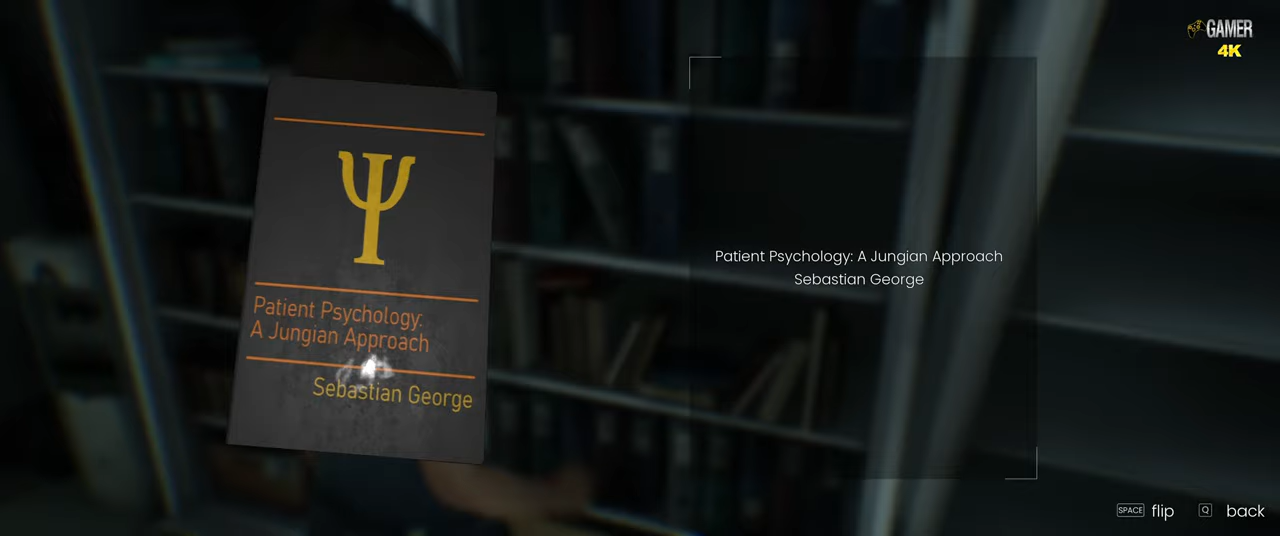 GAMER
4K
Ψ
Patient Psychology:
A Jungian Approach
Sebastian George
Patient Psychology: A Jungian Approach
Sebastian George
SPACE flip Q back